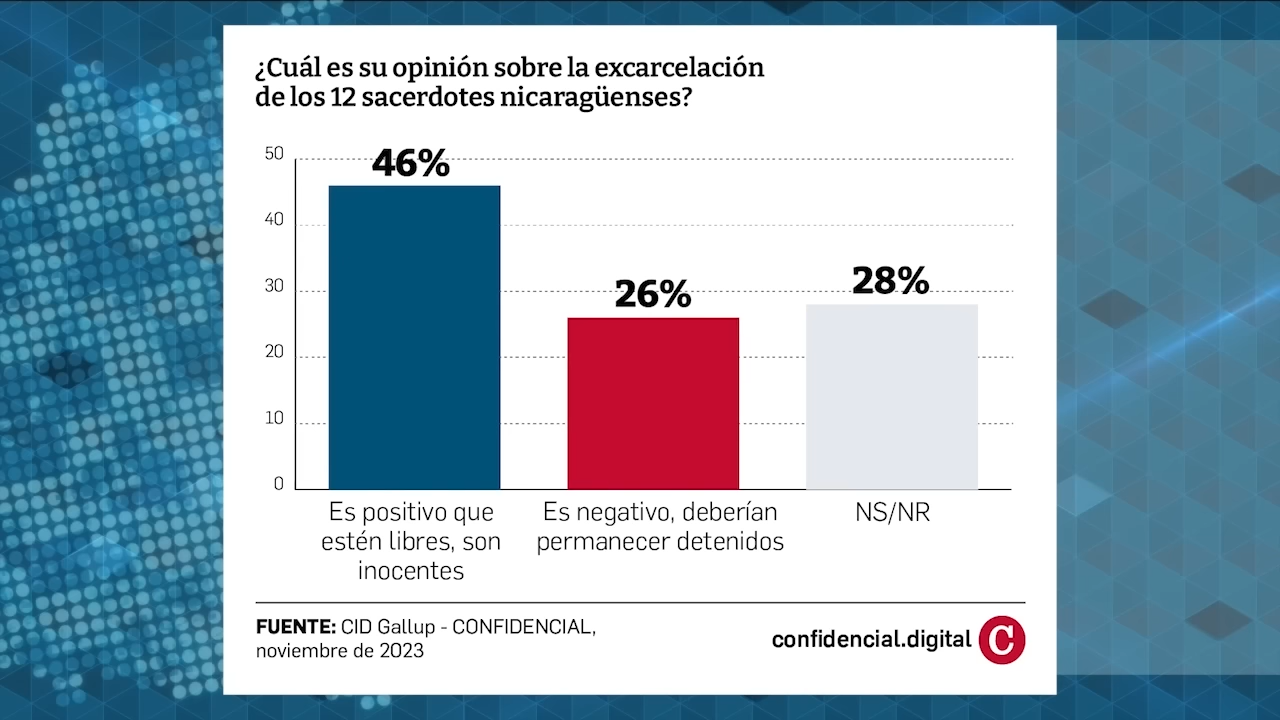 ¿Cuál es su opinión sobre la excarcelación
de los 12 sacerdotes nicaragüenses?
50
40
30
20
10
0
46%
26%
28%
Es positivo que
estén libres, son
inocentes
Es negativo, deberían
permanecer detenidos
NS/NR
FUENTE: CID Gallup - CONFIDENCIAL,
noviembre de 2023
confidencial.digital
C